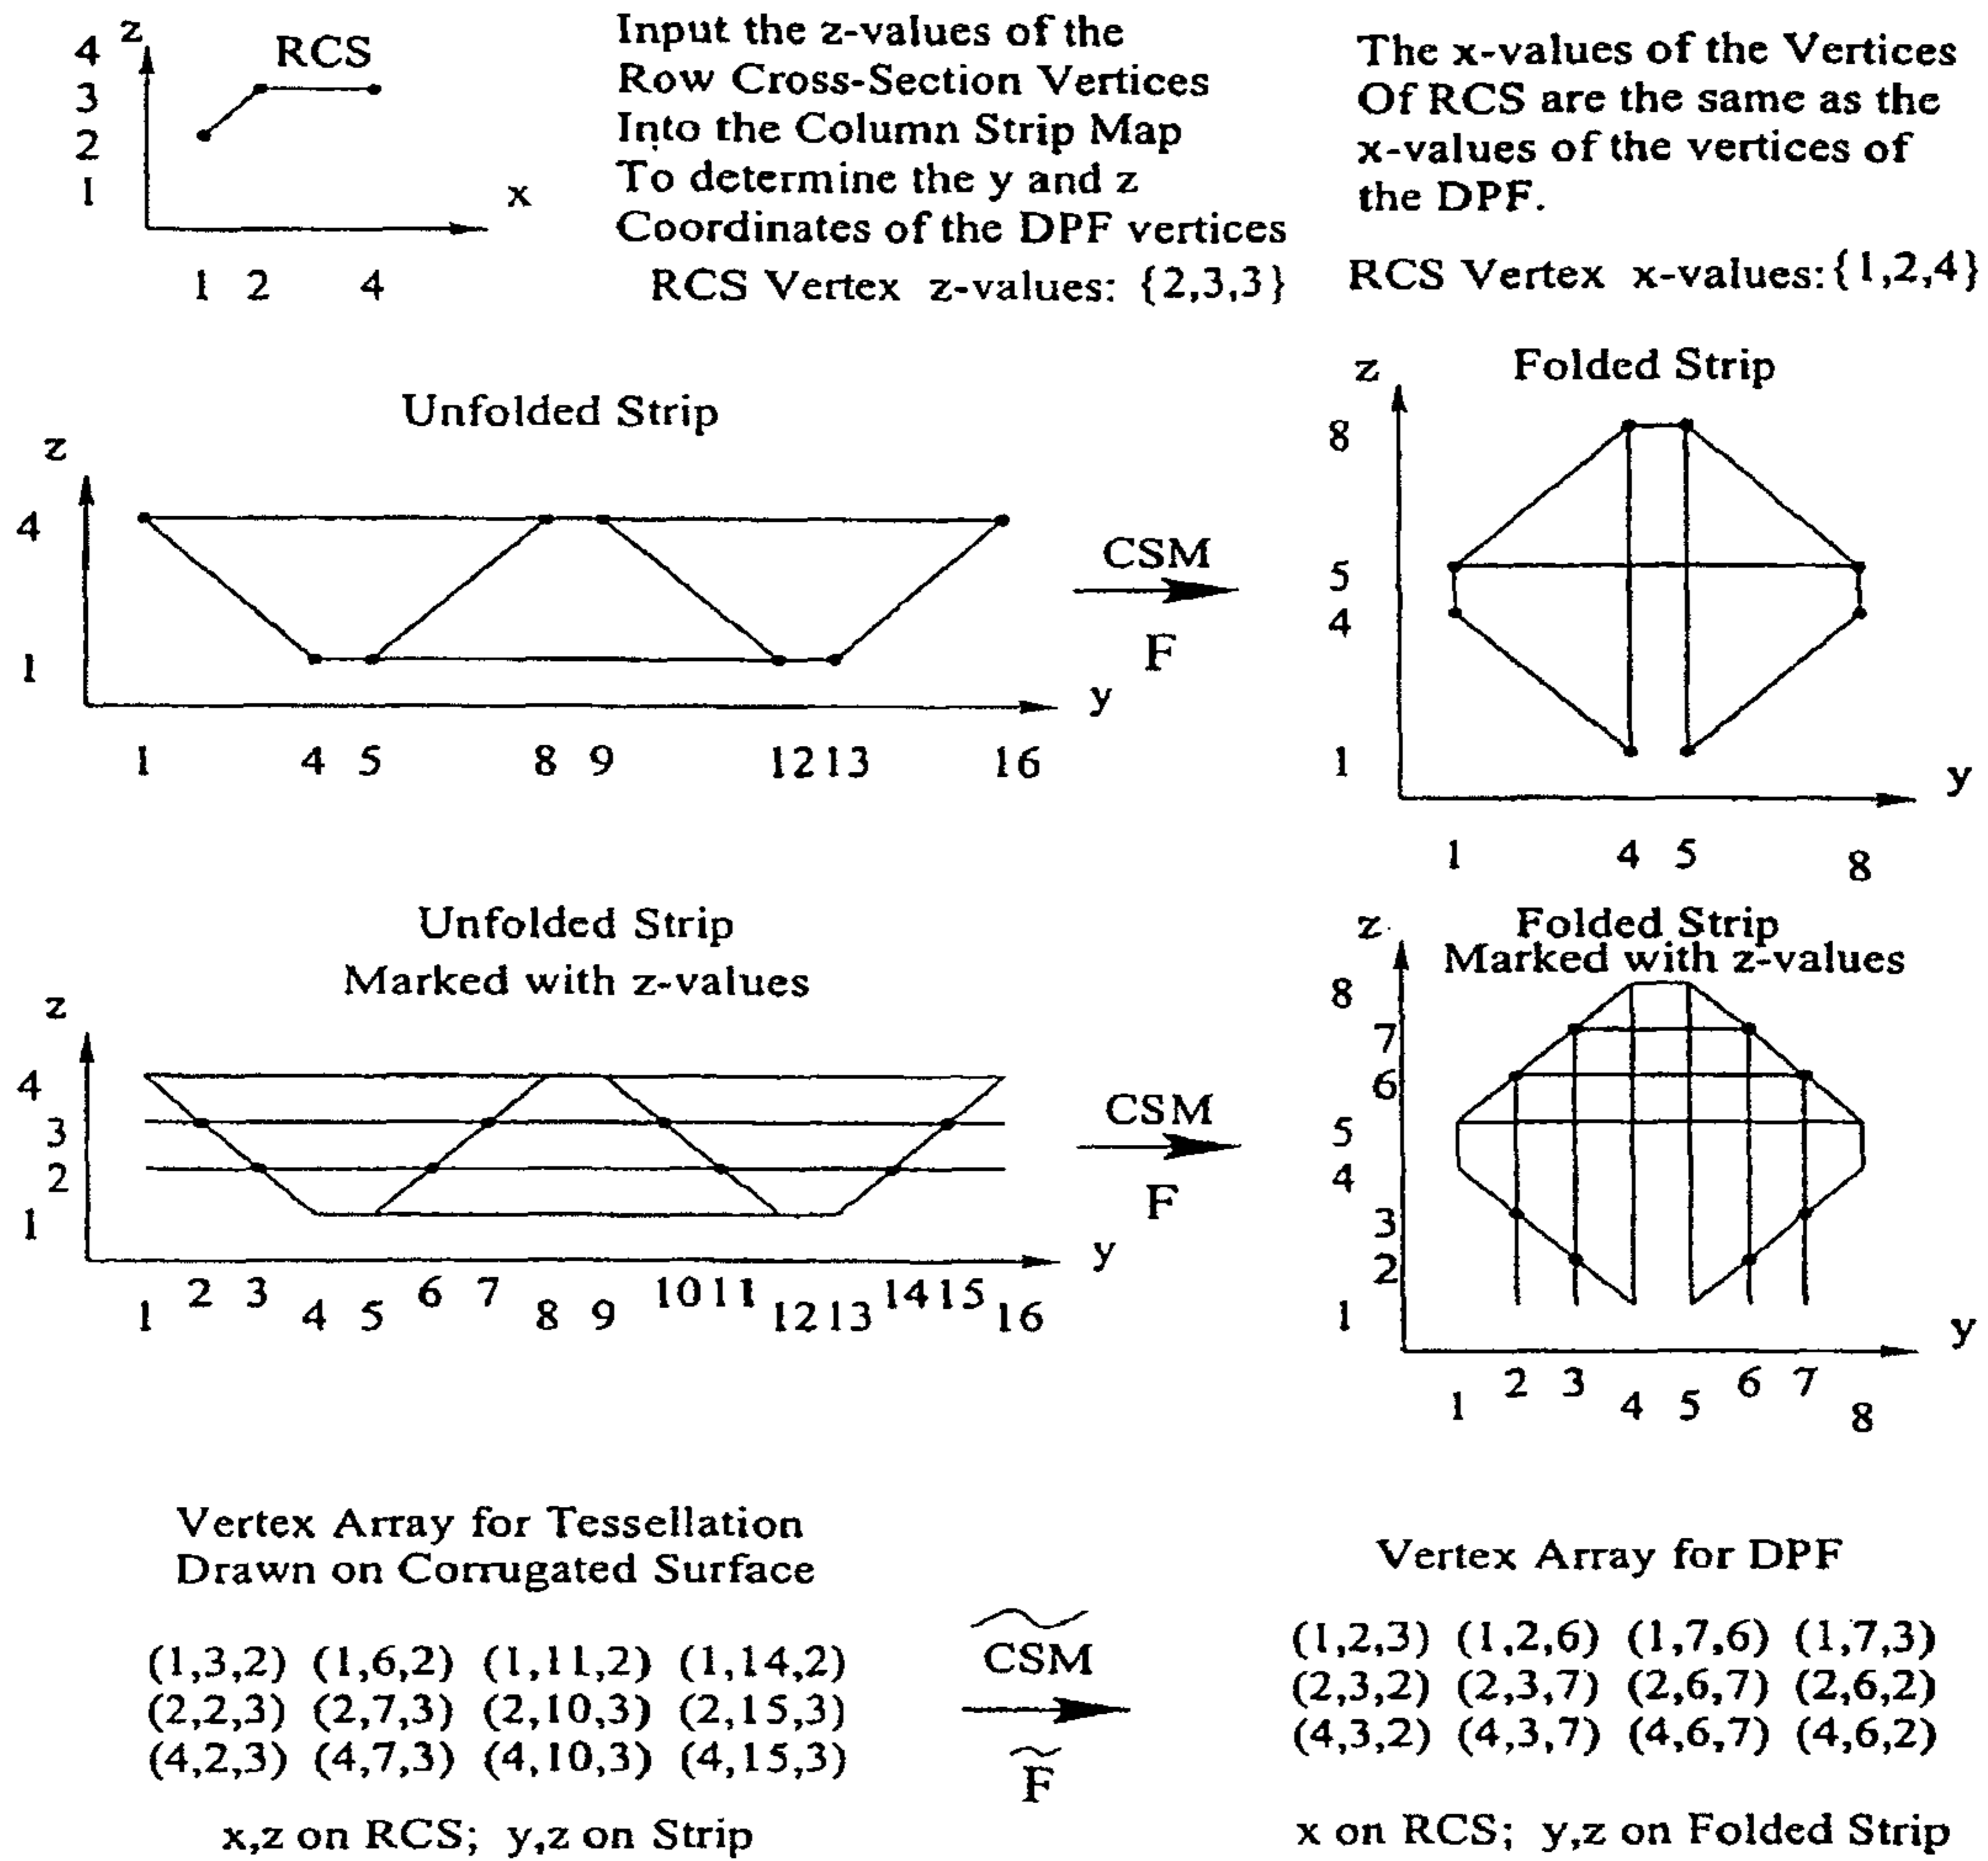 z
4
3
2
1
RCS
x
1 2 4
Input the z-values of the
Row Cross-Section Vertices
Into the Column Strip Map
To determine the y and z
Coordinates of the DPF vertices
RCS Vertex z-values: {2,3,3}
The x-values of the Vertices
Of RCS are the same as the
x-values of the vertices of
the DPF.
RCS Vertex x-values:{1,2,4}
Unfolded Strip
z
4
1
y
1 4 5 8 9 12 13 16
CSM
F
Folded Strip
z
8
5
4
1
y
1 4 5 8
Unfolded Strip
Marked with z-values
z
4
3
2
1
y
1 2 3 4 5 6 7 8 9 10 11 12 13 14 15 16
CSM
F
Folded Strip
Marked with z-values
z
8
7
6
5
4
3
2
1
y
1 2 3 4 5 6 7 8
Vertex Array for Tessellation
Drawn on Corrugated Surface
(1,3,2) (1,6,2) (1,11,2) (1,14,2)
(2,2,3) (2,7,3) (2,10,3) (2,15,3)
(4,2,3) (4,7,3) (4,10,3) (4,15,3)
x,z on RCS; y,z on Strip
CSM
F
Vertex Array for DPF
(1,2,3) (1,2,6) (1,7,6) (1,7,3)
(2,3,2) (2,3,7) (2,6,7) (2,6,2)
(4,3,2) (4,3,7) (4,6,7) (4,6,2)
x on RCS; y,z on Folded Strip